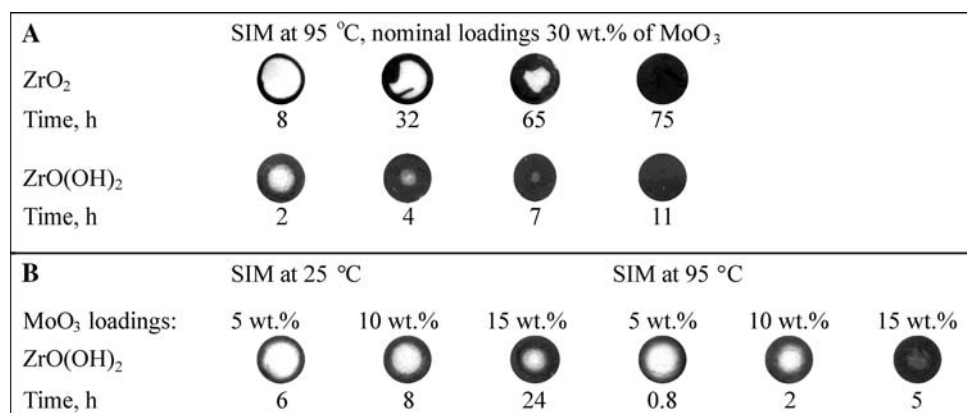 A SIM at 95 °C, nominal loadings 30 wt.% of MoO₃
ZrO₂
Time, h 8 32 65 75
ZrO(OH)₂
Time, h 2 4 7 11
B SIM at 25 °C SIM at 95 °C
MoO₃ loadings: 5 wt.% 10 wt.% 15 wt.% 5 wt.% 10 wt.% 15 wt.%
ZrO(OH)₂
Time, h 6 8 24 0.8 2 5